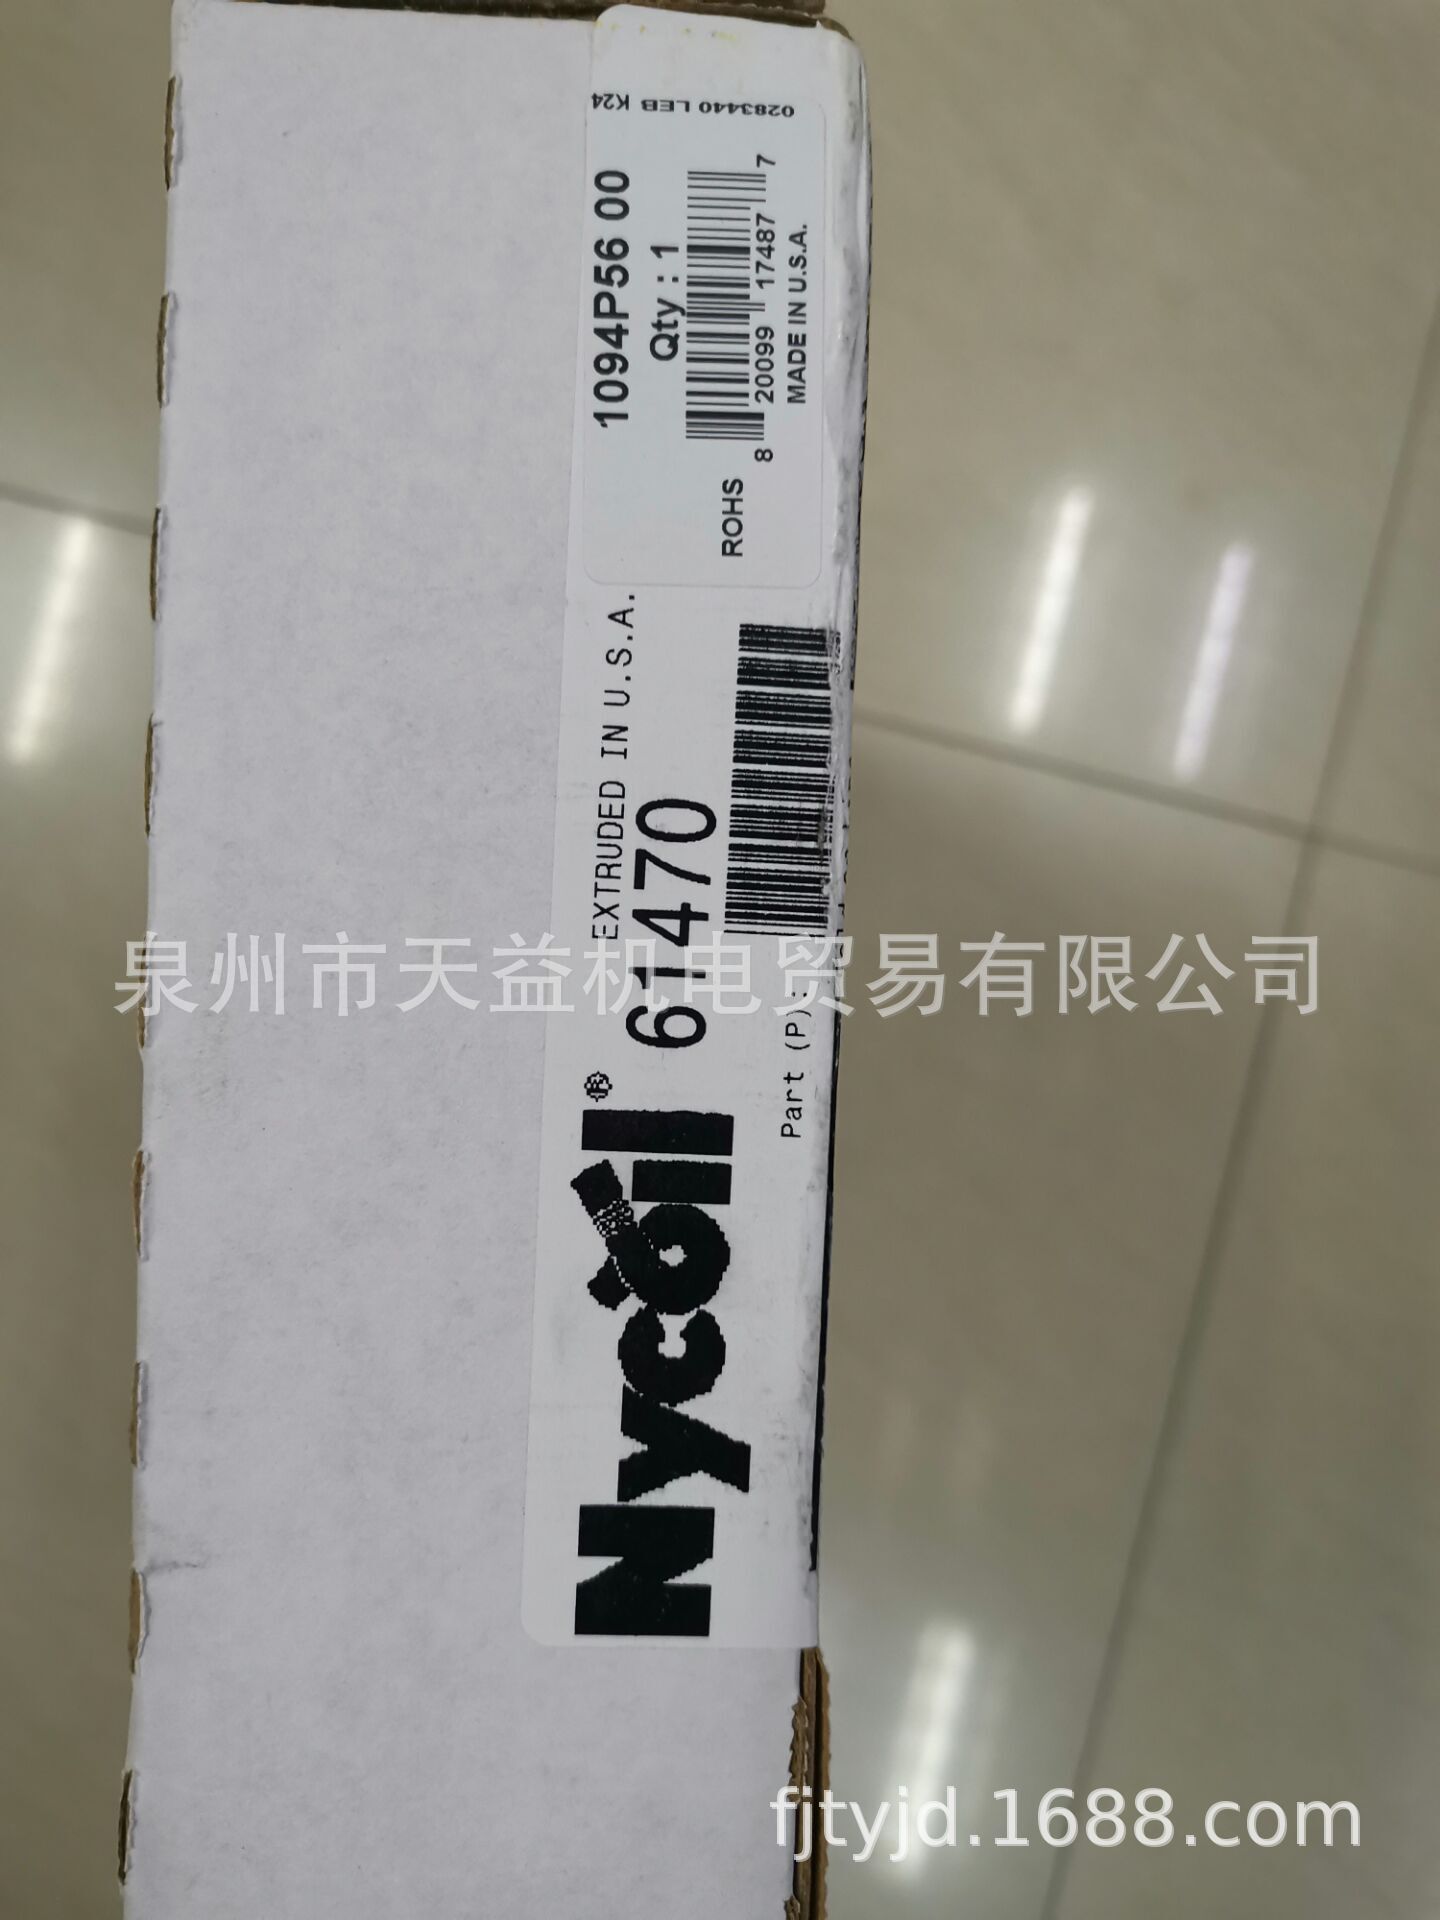 0283440 LEB K24
1094P56 00
Qty : 1
8 20099 17487 7
ROHS
MADE IN U.S.A.
EXTRUDED IN U.S.A.
Nycoil® 61470
Part (P):
泉州市天益机电贸易有限公司
fjtyjd.1688.com